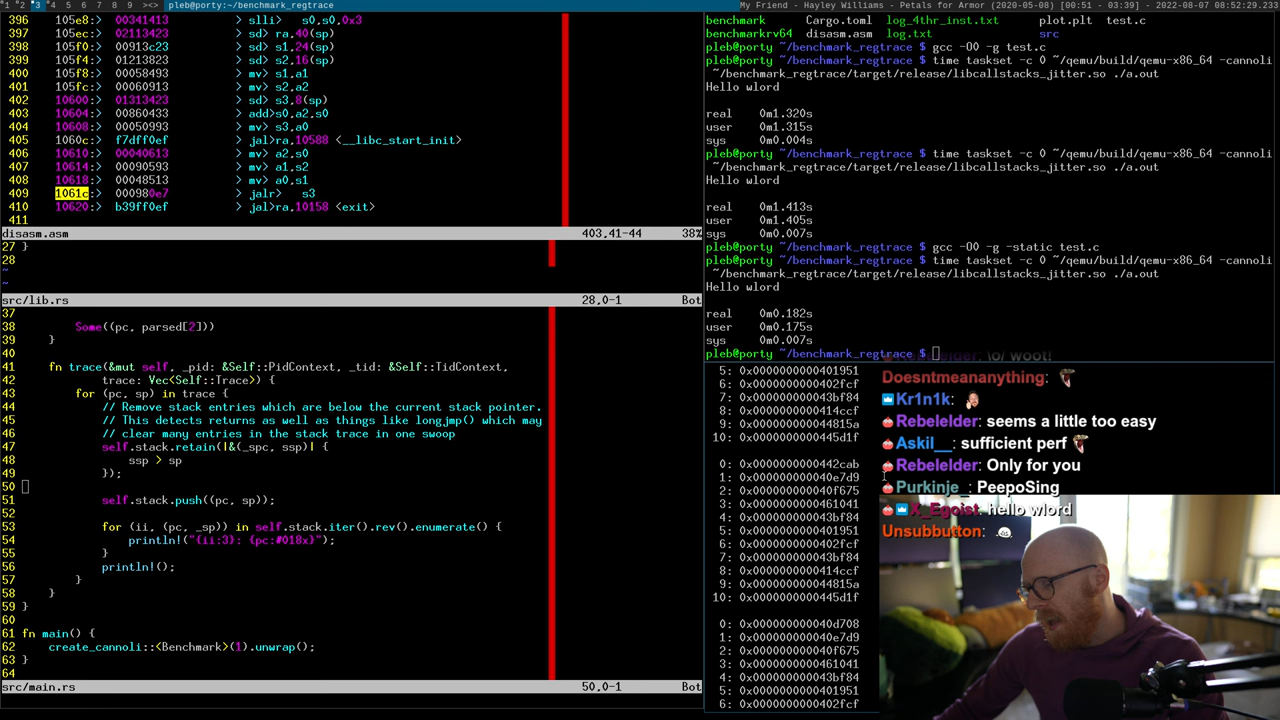 1 2 3 4 5 6 7 8 9 ><> pleb@porty:~/benchmark_regtrace
My Friend - Hayley Williams - Petals for Armor (2020-05-08) [00:51 - 03:39] - 2022-08-07 08:52:29.233
396 105e8:> 00341413 > slli> s0,s0,0x3
397 105ec:> 02113423 > sd> ra,40(sp)
398 105f0:> 00913c23 > sd> s1,24(sp)
399 105f4:> 01213823 > sd> s2,16(sp)
400 105f8:> 00058493 > mv> s1,a1
401 105fc:> 00060913 > mv> s2,a2
402 10600:> 01313423 > sd> s3,8(sp)
403 10604:> 00860433 > add>s0,a2,s0
404 10608:> 00050993 > mv> s3,a0
405 1060c:> f7dff0ef > jal>ra,10588 <__libc_start_init>
406 10610:> 00040613 > mv> a2,s0
407 10614:> 00090593 > mv> a1,s2
408 10618:> 00048513 > mv> a0,s1
409 1061c:> 000980e7 > jalr> s3
410 10620:> b39ff0ef > jal>ra,10158 <exit>
411
disasm.asm 403,41-44 38%
27 }
28
~
~
src/lib.rs 28,0-1 Bot
37
38 Some((pc, parsed[2]))
39 }
40
41 fn trace(&mut self, _pid: &Self::PidContext, _tid: &Self::TidContext,
42 trace: Vec<Self::Trace>) {
43 for (pc, sp) in trace {
44 // Remove stack entries which are below the current stack pointer.
45 // This detects returns as well as things like longjmp() which may
46 // clear many entries in the stack trace in one swoop
47 self.stack.retain(|&(_spc, ssp)| {
48 ssp > sp
49 });
50
51 self.stack.push((pc, sp));
52
53 for (ii, (pc, _sp)) in self.stack.iter().rev().enumerate() {
54 println!("{ii:3}: {pc:#018x}");
55 }
56 println!();
57 }
58 }
59 }
60
61 fn main() {
62 create_cannoli::<Benchmark>(1).unwrap();
63 }
64
src/main.rs 50,0-1 Bot
benchmark Cargo.toml log_4thr_inst.txt plot.plt test.c
benchmarkrv64 disasm.asm log.txt src
pleb@porty ~/benchmark_regtrace $ gcc -O0 -g test.c
pleb@porty ~/benchmark_regtrace $ time taskset -c 0 ~/qemu/build/qemu-x86_64 -cannoli
~/benchmark_regtrace/target/release/libcallstacks_jitter.so ./a.out
Hello wlord

real 0m1.320s
user 0m1.315s
sys 0m0.004s
pleb@porty ~/benchmark_regtrace $ time taskset -c 0 ~/qemu/build/qemu-x86_64 -cannoli
~/benchmark_regtrace/target/release/libcallstacks_jitter.so ./a.out
Hello wlord

real 0m1.413s
user 0m1.405s
sys 0m0.007s
pleb@porty ~/benchmark_regtrace $ gcc -O0 -g -static test.c
pleb@porty ~/benchmark_regtrace $ time taskset -c 0 ~/qemu/build/qemu-x86_64 -cannoli
~/benchmark_regtrace/target/release/libcallstacks_jitter.so ./a.out
Hello wlord

real 0m0.182s
user 0m0.175s
sys 0m0.007s
pleb@porty ~/benchmark_regtrace $
5: 0x0000000000401951
6: 0x0000000000402fcf
7: 0x000000000043bf84
8: 0x0000000000414ccf
9: 0x000000000044815a
10: 0x0000000000445d1f

0: 0x0000000000442cab
1: 0x000000000040e7d9
2: 0x000000000040f675
3: 0x0000000000461041
4: 0x000000000043bf84
5: 0x0000000000401951
6: 0x0000000000402fcf
7: 0x000000000043bf84
8: 0x0000000000414ccf
9: 0x000000000044815a
10: 0x0000000000445d1f

0: 0x000000000040d708
1: 0x000000000040e7d9
2: 0x000000000040f675
3: 0x0000000000461041
4: 0x000000000043bf84
5: 0x0000000000401951
6: 0x0000000000402fcf
Rebelelder: \o/ woot!
Doesntmeananything:
Kr1n1k:
Rebelelder: seems a little too easy
Askil__: sufficient perf
Rebelelder: Only for you
Purkinje_: PeepoSing
X_Egoist: hello wlord
Unsubbutton: